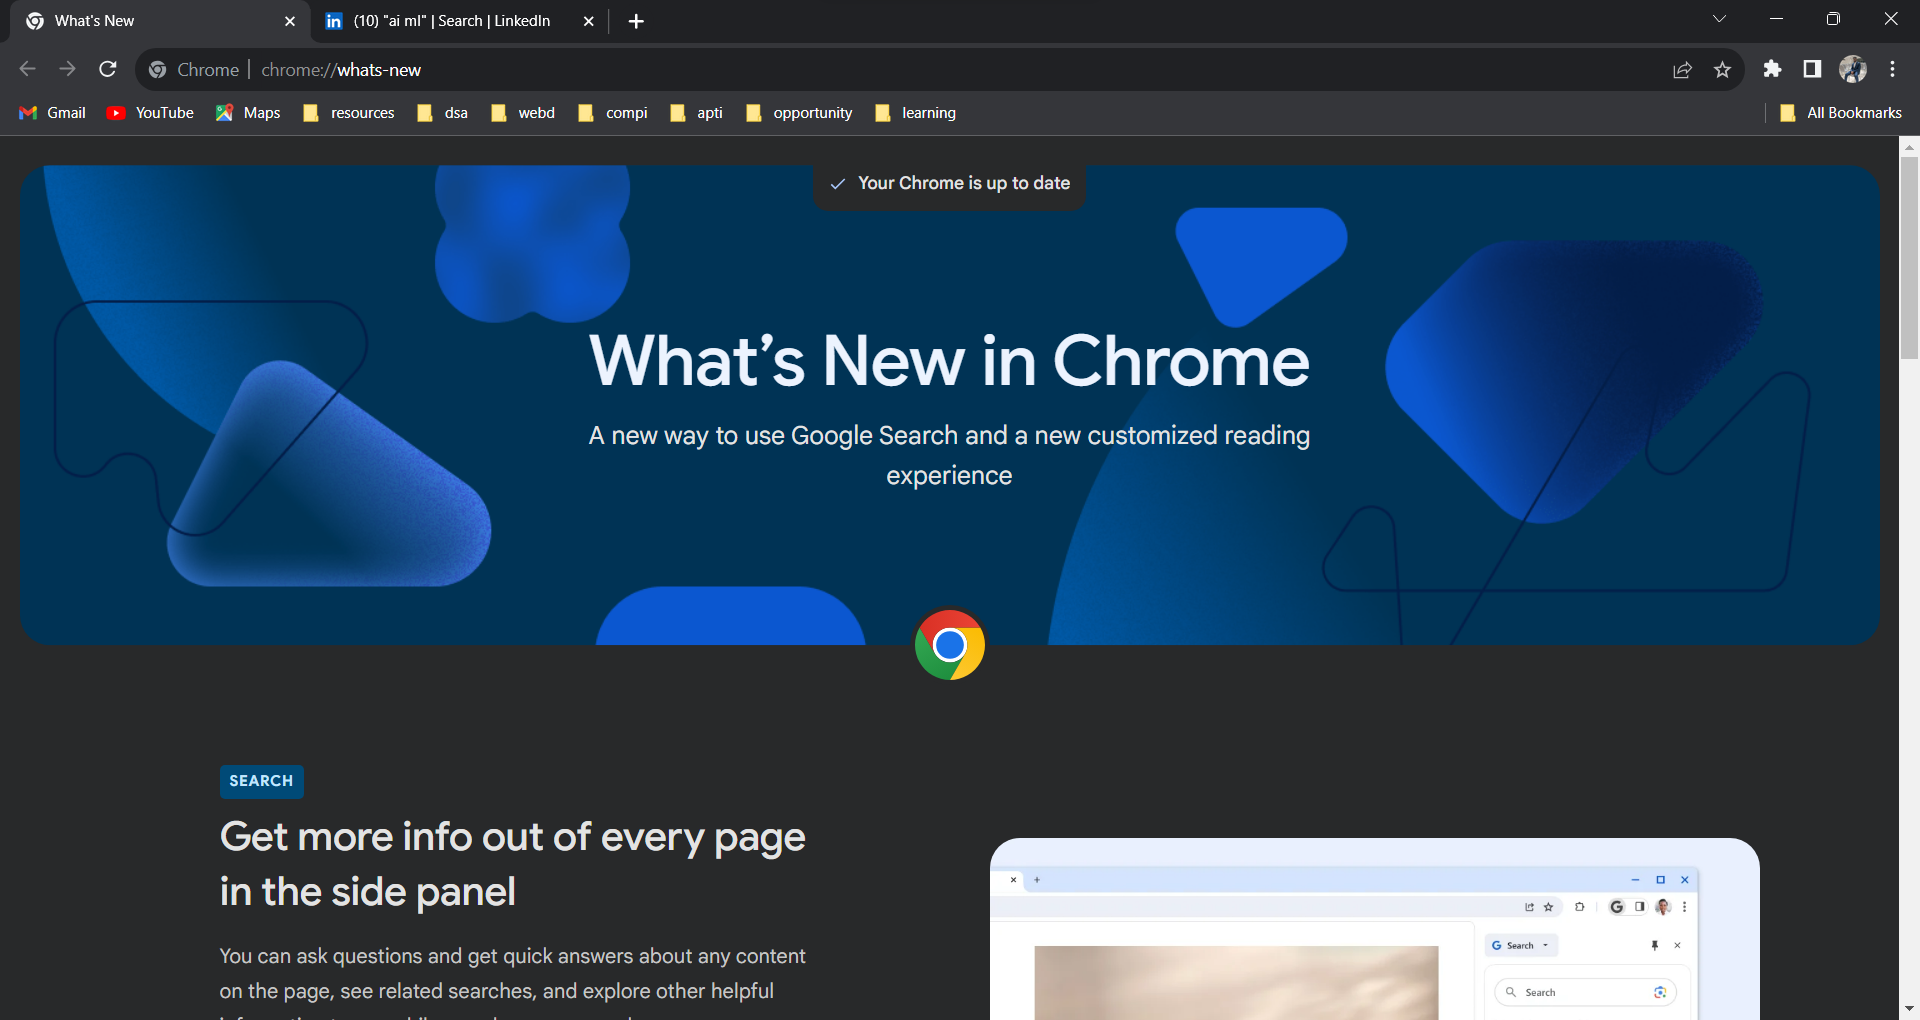 What's New
(10) "ai ml" | Search | LinkedIn
Chrome | chrome://whats-new
Gmail YouTube Maps resources dsa webd compi apti opportunity learning All Bookmarks
Your Chrome is up to date
What's New in Chrome
A new way to use Google Search and a new customized reading
experience
SEARCH
Get more info out of every page
in the side panel
You can ask questions and get quick answers about any content
on the page, see related searches, and explore other helpful
Search
Search